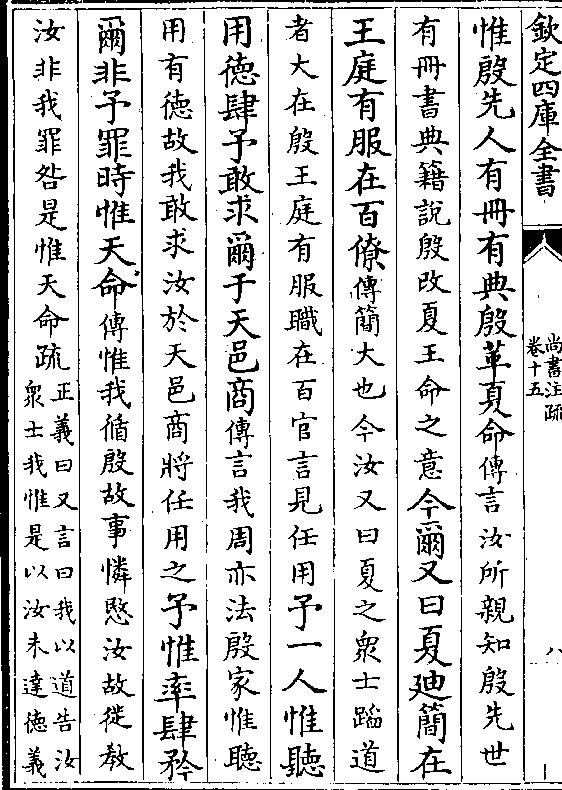 欽定四庫全書
尚書注疏
卷十五
八
惟殷先人有冊有典殷革夏命傳言汝所親知殷先世
有冊書典籍說殷改夏王命之意今爾又曰夏迪簡在
王庭有服在百僚傳簡大也今汝又曰夏之衆士蹈道
者大在殷王庭有服職在百官言見任用予一人惟聽
用德肆予敢求爾于天邑商傳言我周亦法殷家惟聽
用有德故我敢求汝於天邑商將任用之予惟率肆矜
爾非予罪時惟天命傳惟我循殷故事憐愍汝故徙教
汝非我罪咎是惟天命疏
正義曰又言曰我以道告汝
衆士我惟是以汝未達德義